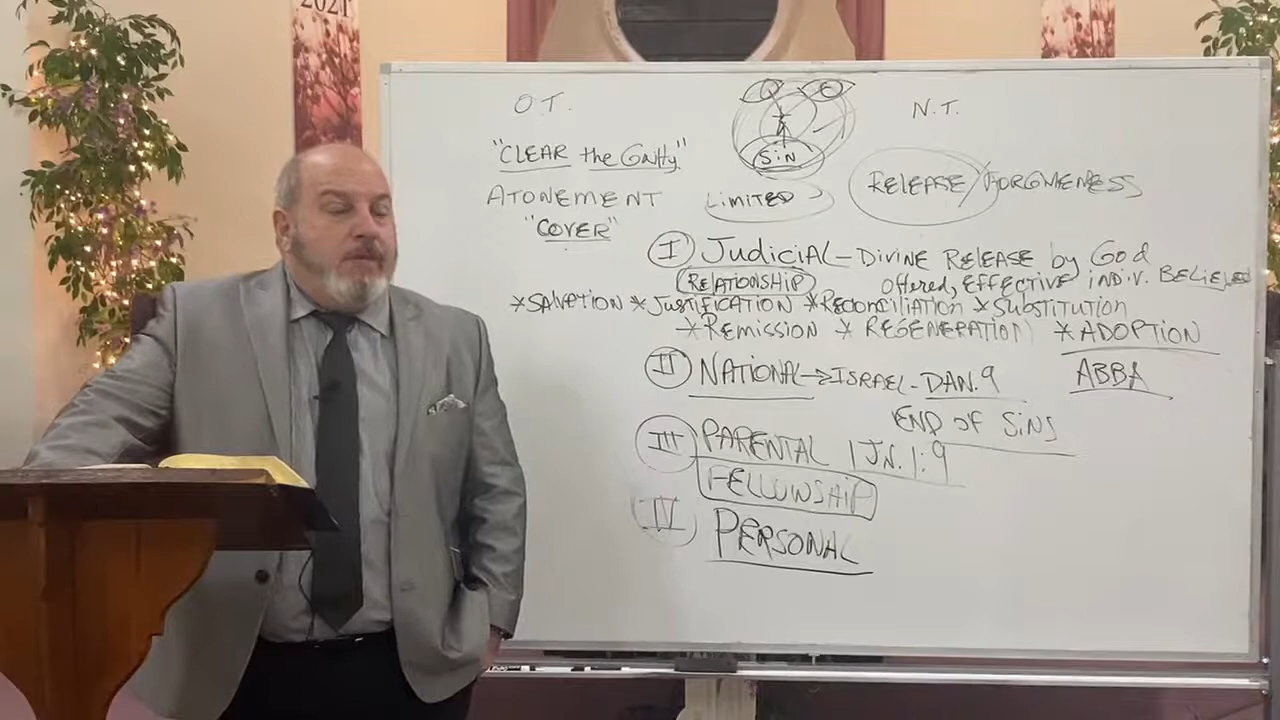 2021
O.T.
N.T.
SiN
"CLEAR the Guilty"
ATONEMENT
LiMiTED
RELEASE/FORGIVENESS
"COVER"
I JudiciAL - DiviNE RELEASE by God
RELATIONSHIP
Offered, EFFECTIVE iNDiV. BELIEVED
*SALVATION *JustificATION *RECONCiliATiON *SUBSTiTUTION
*REMISSION * REGENERATION * ADOPTION
II NATIONAL->ISRAEL-DAN.9
ABBA
END OF SiNS
III PARENTAL 1 JN. 1:9
FELLOWSHiP
IV PERSONAL